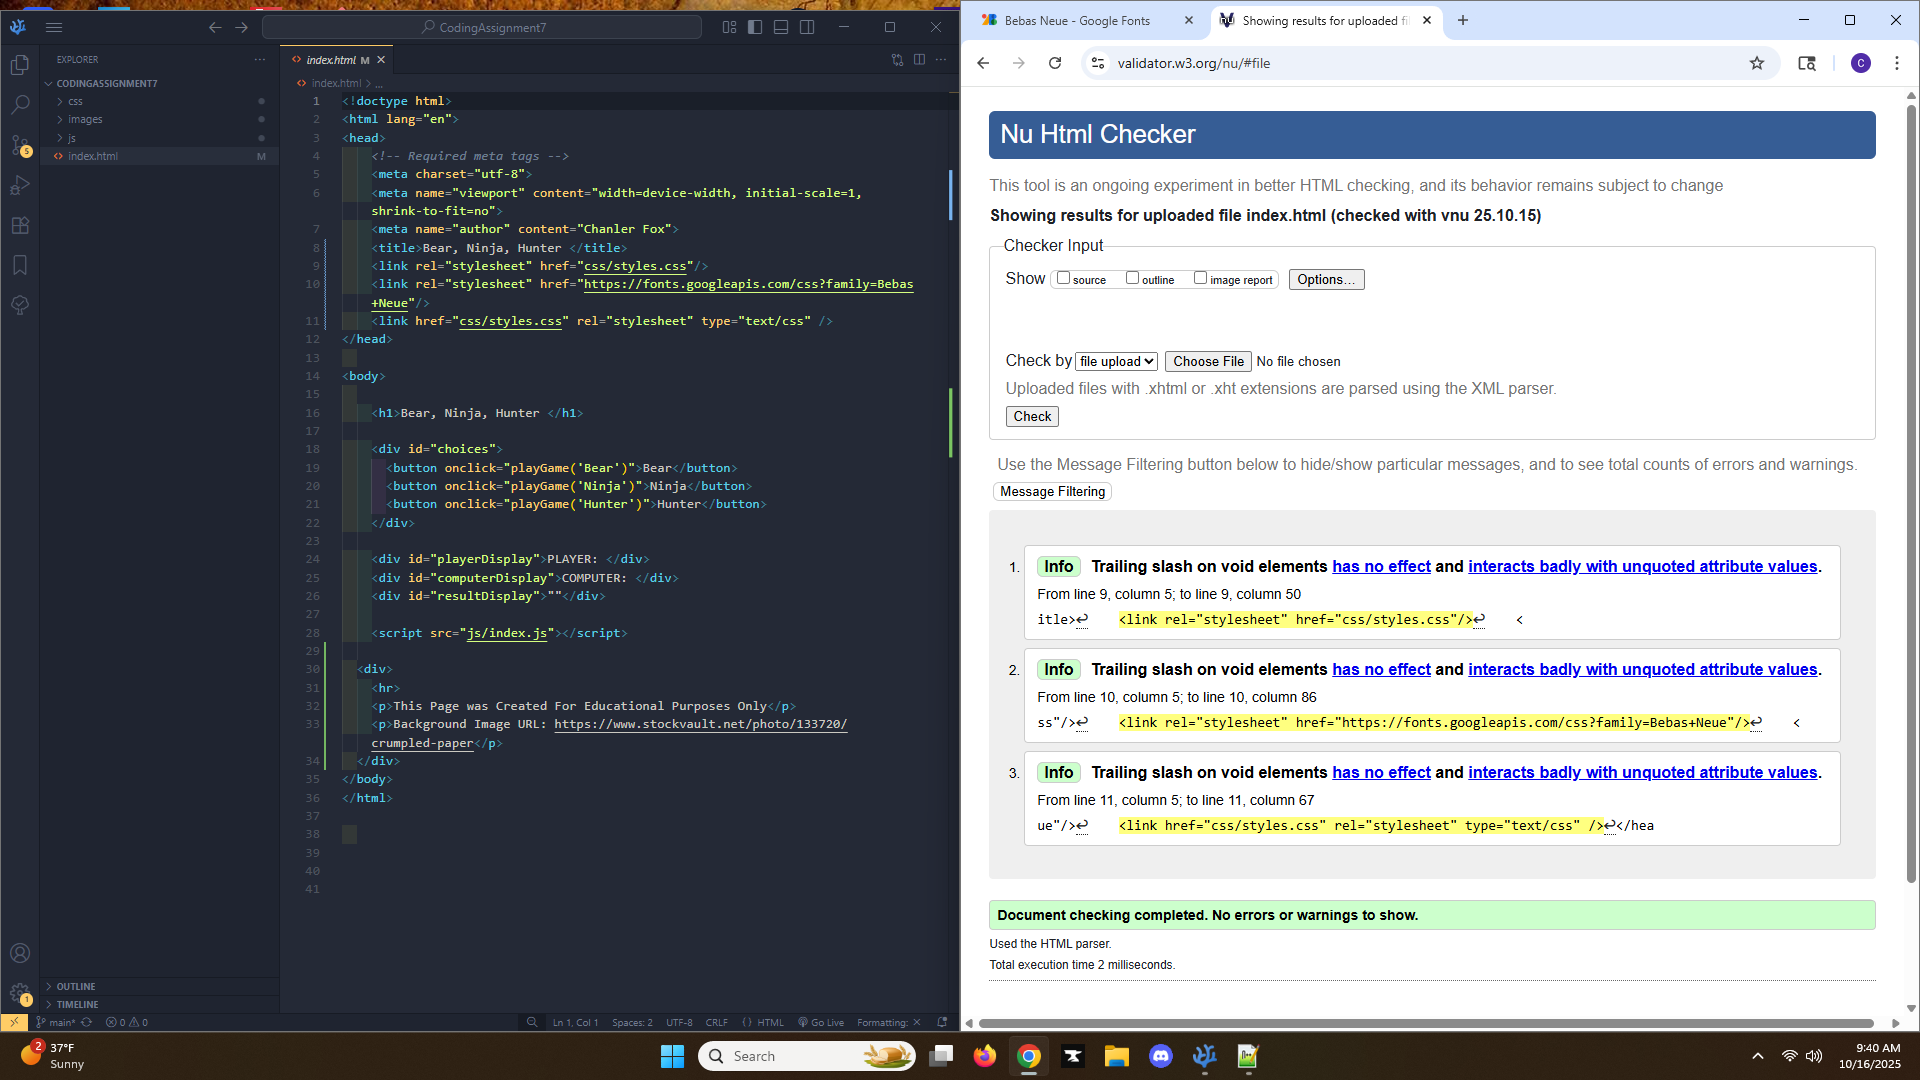 CodingAssignment7
EXPLORER
CODINGASSIGNMENT7
css
images
js
index.html M
index.html M
index.html > ...
1 <!doctype html>
2 <html lang="en">
3 <head>
4 <!-- Required meta tags -->
5 <meta charset="utf-8">
6 <meta name="viewport" content="width=device-width, initial-scale=1,
shrink-to-fit=no">
7 <meta name="author" content="Chanler Fox">
8 <title>Bear, Ninja, Hunter </title>
9 <link rel="stylesheet" href="css/styles.css"/>
10 <link rel="stylesheet" href="https://fonts.googleapis.com/css?family=Bebas
+Neue"/>
11 <link href="css/styles.css" rel="stylesheet" type="text/css" />
12 </head>
13
14 <body>
15
16 <h1>Bear, Ninja, Hunter </h1>
17
18 <div id="choices">
19 <button onclick="playGame('Bear')">Bear</button>
20 <button onclick="playGame('Ninja')">Ninja</button>
21 <button onclick="playGame('Hunter')">Hunter</button>
22 </div>
23
24 <div id="playerDisplay">PLAYER: </div>
25 <div id="computerDisplay">COMPUTER: </div>
26 <div id="resultDisplay">""</div>
27
28 <script src="js/index.js"></script>
29
30 <div>
31 <hr>
32 <p>This Page was Created For Educational Purposes Only</p>
33 <p>Background Image URL: https://www.stockvault.net/photo/133720/
crumpled-paper</p>
34 </div>
35 </body>
36 </html>
37
38
39
40
41
5
1
OUTLINE
TIMELINE
main* 0 0 Ln 1, Col 1 Spaces: 2 UTF-8 CRLF {} HTML Go Live Formatting: ✕
Bebas Neue - Google Fonts
Showing results for uploaded fi
validator.w3.org/nu/#file
C
Nu Html Checker
This tool is an ongoing experiment in better HTML checking, and its behavior remains subject to change
Showing results for uploaded file index.html (checked with vnu 25.10.15)
Checker Input
Show source outline image report Options...
Check by file upload Choose File No file chosen
Uploaded files with .xhtml or .xht extensions are parsed using the XML parser.
Check
Use the Message Filtering button below to hide/show particular messages, and to see total counts of errors and warnings.
Message Filtering
1. Info Trailing slash on void elements has no effect and interacts badly with unquoted attribute values.
From line 9, column 5; to line 9, column 50
itle>↩ <link rel="stylesheet" href="css/styles.css"/>↩ <
2. Info Trailing slash on void elements has no effect and interacts badly with unquoted attribute values.
From line 10, column 5; to line 10, column 86
ss"/>↩ <link rel="stylesheet" href="https://fonts.googleapis.com/css?family=Bebas+Neue"/>↩ <
3. Info Trailing slash on void elements has no effect and interacts badly with unquoted attribute values.
From line 11, column 5; to line 11, column 67
ue"/>↩ <link href="css/styles.css" rel="stylesheet" type="text/css" />↩</hea
Document checking completed. No errors or warnings to show.
Used the HTML parser.
Total execution time 2 milliseconds.
2
37°F
Sunny
Search
9:40 AM
10/16/2025